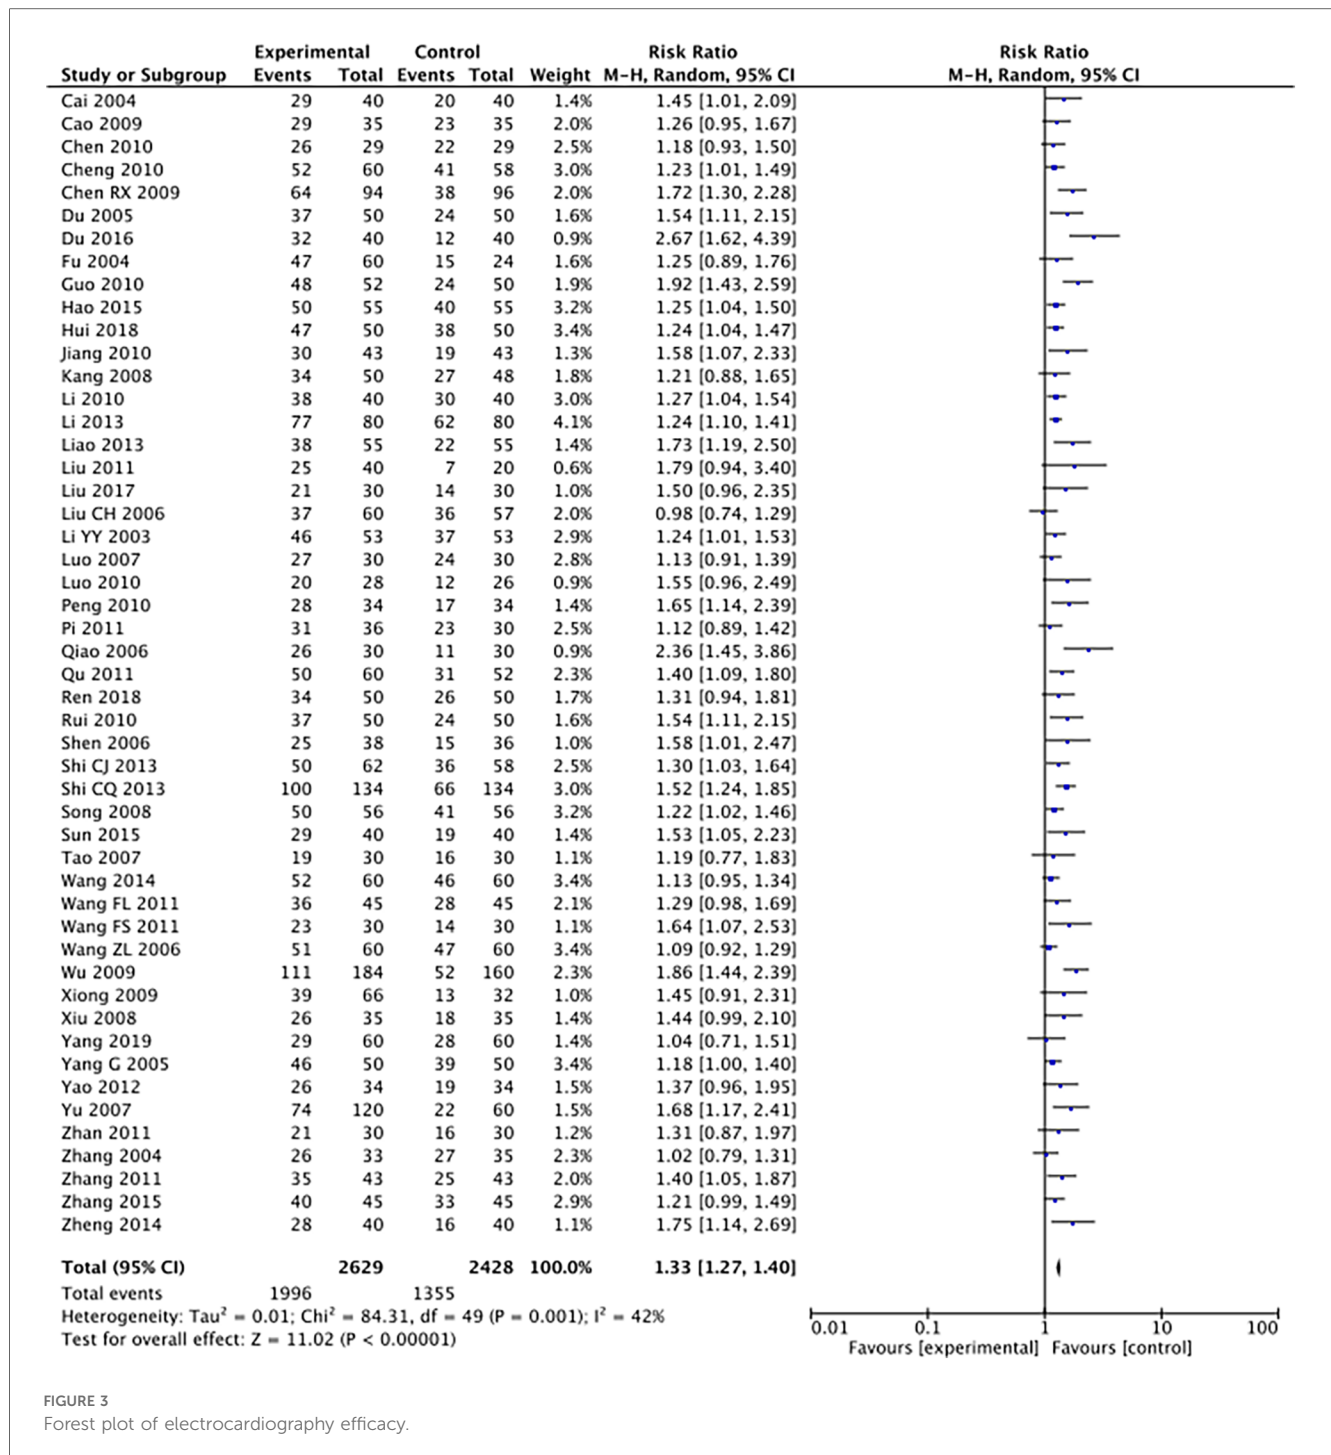 Experimental Control Risk Ratio Risk Ratio
Study or Subgroup Events Total Events Total Weight M-H, Random, 95% CI M-H, Random, 95% CI
Cai 2004 29 40 20 40 1.4% 1.45 [1.01, 2.09]
Cao 2009 29 35 23 35 2.0% 1.26 [0.95, 1.67]
Chen 2010 26 29 22 29 2.5% 1.18 [0.93, 1.50]
Cheng 2010 52 60 41 58 3.0% 1.23 [1.01, 1.49]
Chen RX 2009 64 94 38 96 2.0% 1.72 [1.30, 2.28]
Du 2005 37 50 24 50 1.6% 1.54 [1.11, 2.15]
Du 2016 32 40 12 40 0.9% 2.67 [1.62, 4.39]
Fu 2004 47 60 15 24 1.6% 1.25 [0.89, 1.76]
Guo 2010 48 52 24 50 1.9% 1.92 [1.43, 2.59]
Hao 2015 50 55 40 55 3.2% 1.25 [1.04, 1.50]
Hui 2018 47 50 38 50 3.4% 1.24 [1.04, 1.47]
Jiang 2010 30 43 19 43 1.3% 1.58 [1.07, 2.33]
Kang 2008 34 50 27 48 1.8% 1.21 [0.88, 1.65]
Li 2010 38 40 30 40 3.0% 1.27 [1.04, 1.54]
Li 2013 77 80 62 80 4.1% 1.24 [1.10, 1.41]
Liao 2013 38 55 22 55 1.4% 1.73 [1.19, 2.50]
Liu 2011 25 40 7 20 0.6% 1.79 [0.94, 3.40]
Liu 2017 21 30 14 30 1.0% 1.50 [0.96, 2.35]
Liu CH 2006 37 60 36 57 2.0% 0.98 [0.74, 1.29]
Li YY 2003 46 53 37 53 2.9% 1.24 [1.01, 1.53]
Luo 2007 27 30 24 30 2.8% 1.13 [0.91, 1.39]
Luo 2010 20 28 12 26 0.9% 1.55 [0.96, 2.49]
Peng 2010 28 34 17 34 1.4% 1.65 [1.14, 2.39]
Pi 2011 31 36 23 30 2.5% 1.12 [0.89, 1.42]
Qiao 2006 26 30 11 30 0.9% 2.36 [1.45, 3.86]
Qu 2011 50 60 31 52 2.3% 1.40 [1.09, 1.80]
Ren 2018 34 50 26 50 1.7% 1.31 [0.94, 1.81]
Rui 2010 37 50 24 50 1.6% 1.54 [1.11, 2.15]
Shen 2006 25 38 15 36 1.0% 1.58 [1.01, 2.47]
Shi CJ 2013 50 62 36 58 2.5% 1.30 [1.03, 1.64]
Shi CQ 2013 100 134 66 134 3.0% 1.52 [1.24, 1.85]
Song 2008 50 56 41 56 3.2% 1.22 [1.02, 1.46]
Sun 2015 29 40 19 40 1.4% 1.53 [1.05, 2.23]
Tao 2007 19 30 16 30 1.1% 1.19 [0.77, 1.83]
Wang 2014 52 60 46 60 3.4% 1.13 [0.95, 1.34]
Wang FL 2011 36 45 28 45 2.1% 1.29 [0.98, 1.69]
Wang FS 2011 23 30 14 30 1.1% 1.64 [1.07, 2.53]
Wang ZL 2006 51 60 47 60 3.4% 1.09 [0.92, 1.29]
Wu 2009 111 184 52 160 2.3% 1.86 [1.44, 2.39]
Xiong 2009 39 66 13 32 1.0% 1.45 [0.91, 2.31]
Xiu 2008 26 35 18 35 1.4% 1.44 [0.99, 2.10]
Yang 2019 29 60 28 60 1.4% 1.04 [0.71, 1.51]
Yang G 2005 46 50 39 50 3.4% 1.18 [1.00, 1.40]
Yao 2012 26 34 19 34 1.5% 1.37 [0.96, 1.95]
Yu 2007 74 120 22 60 1.5% 1.68 [1.17, 2.41]
Zhan 2011 21 30 16 30 1.2% 1.31 [0.87, 1.97]
Zhang 2004 26 33 27 35 2.3% 1.02 [0.79, 1.31]
Zhang 2011 35 43 25 43 2.0% 1.40 [1.05, 1.87]
Zhang 2015 40 45 33 45 2.9% 1.21 [0.99, 1.49]
Zheng 2014 28 40 16 40 1.1% 1.75 [1.14, 2.69]
Total (95% CI) 2629 2428 100.0% 1.33 [1.27, 1.40]
Total events 1996 1355
Heterogeneity: Tau² = 0.01; Chi² = 84.31, df = 49 (P = 0.001); I² = 42%
Test for overall effect: Z = 11.02 (P < 0.00001)
0.01 0.1 1 10 100
Favours [experimental] Favours [control]
FIGURE 3
Forest plot of electrocardiography efficacy.